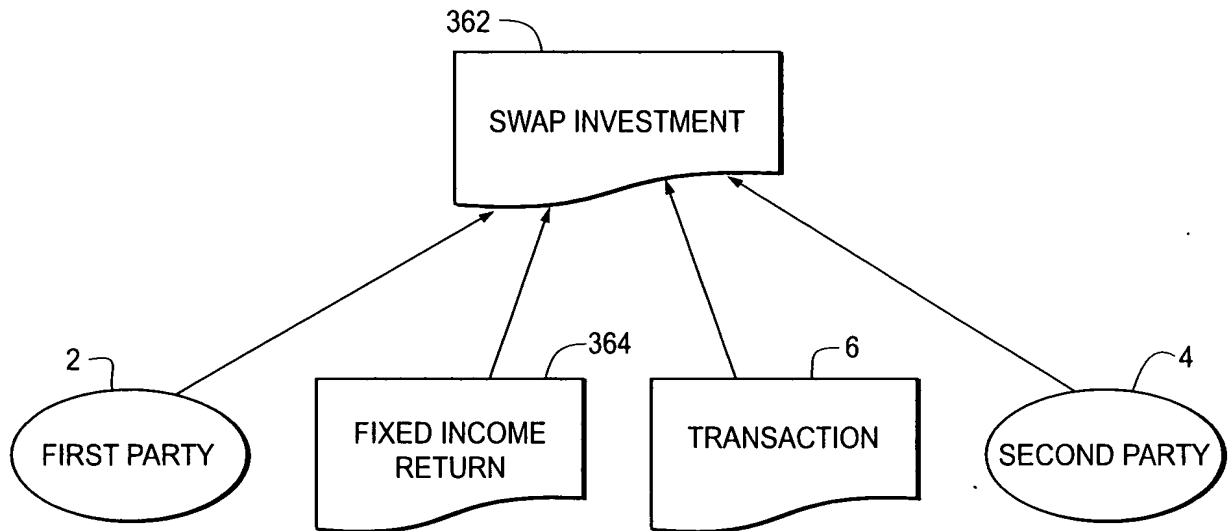 362
SWAP INVESTMENT
2
364
6
4
FIRST PARTY
FIXED INCOME
RETURN
TRANSACTION
SECOND PARTY